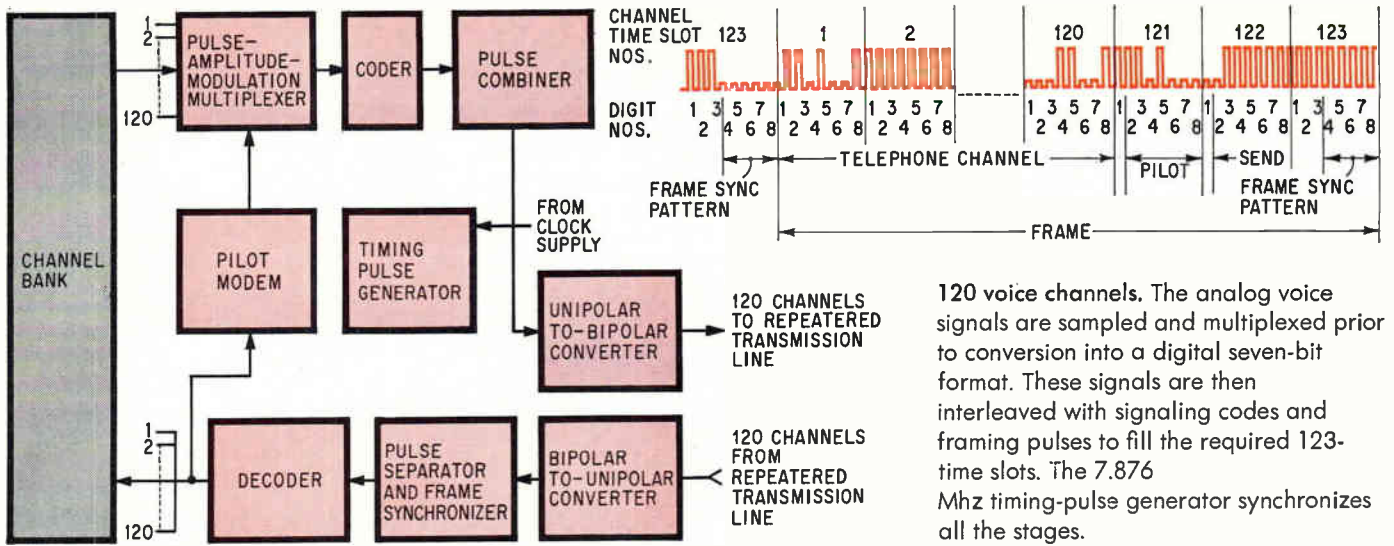 CHANNEL
BANK
1
2
120
PULSE-
AMPLITUDE-
MODULATION
MULTIPLEXER
CODER
PULSE
COMBINER
PILOT
MODEM
TIMING
PULSE
GENERATOR
FROM
CLOCK
SUPPLY
UNIPOLAR
TO-BIPOLAR
CONVERTER
120 CHANNELS
TO REPEATERED
TRANSMISSION
LINE
1
2
120
DECODER
PULSE
SEPARATOR
AND FRAME
SYNCHRONIZER
BIPOLAR
TO-UNIPOLAR
CONVERTER
120 CHANNELS
FROM
REPEATERED
TRANSMISSION
LINE
CHANNEL
TIME SLOT
NOS.
123 1 2 120 121 122 123
DIGIT
NOS.
1 3 5 7 1 3 5 7 1 3 5 7 1 3 5 7 1 3 5 7 1 3 5 7 1 3 5 7
2 4 6 8 2 4 6 8 2 4 6 8 2 4 6 8 2 4 6 8 2 4 6 8 2 4 6 8
TELEPHONE CHANNEL
PILOT
SEND
FRAME SYNC
PATTERN
FRAME SYNC
PATTERN
FRAME
120 voice channels. The analog voice
signals are sampled and multiplexed prior
to conversion into a digital seven-bit
format. These signals are then
interleaved with signaling codes and
framing pulses to fill the required 123-
time slots. The 7.876
Mhz timing-pulse generator synchronizes
all the stages.